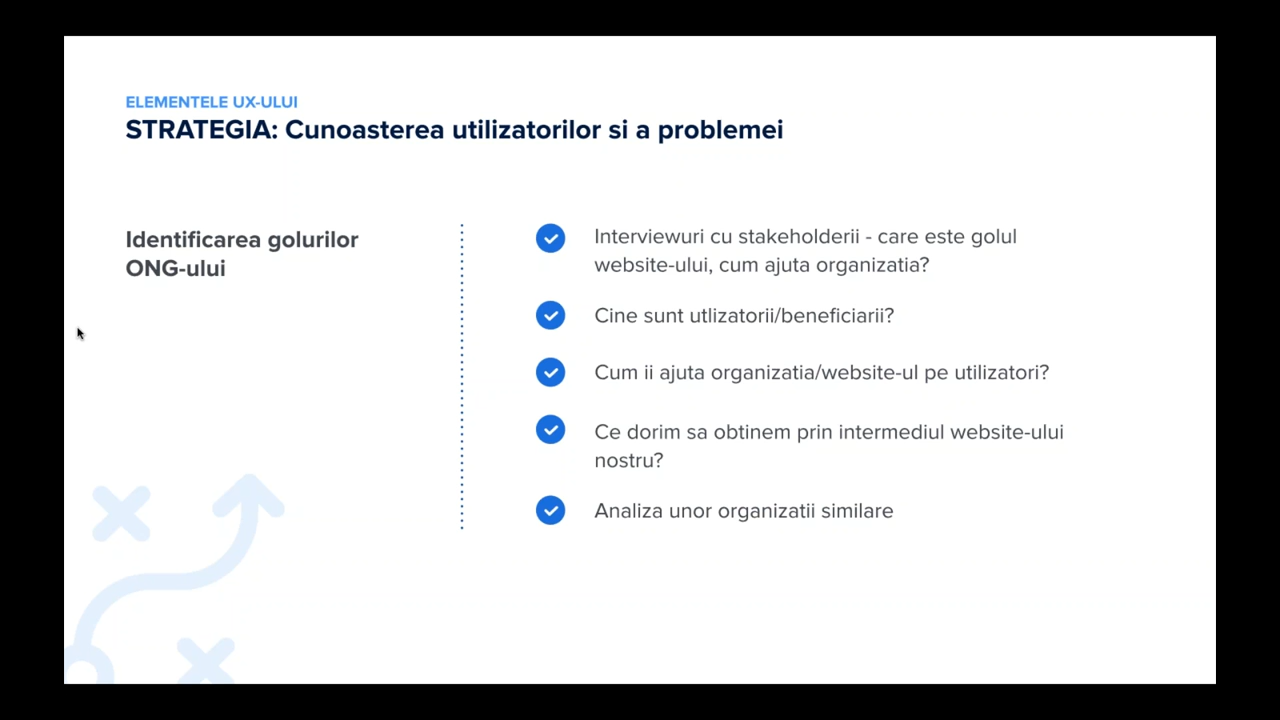 ELEMENTELE UX-ULUI
STRATEGIA: Cunoasterea utilizatorilor si a problemei
Identificarea golurilor
ONG-ului
Interviewuri cu stakeholderii - care este golul
website-ului, cum ajuta organizatia?
Cine sunt utlizatorii/beneficiarii?
Cum ii ajuta organizatia/website-ul pe utilizatori?
Ce dorim sa obtinem prin intermediul website-ului
nostru?
Analiza unor organizatii similare